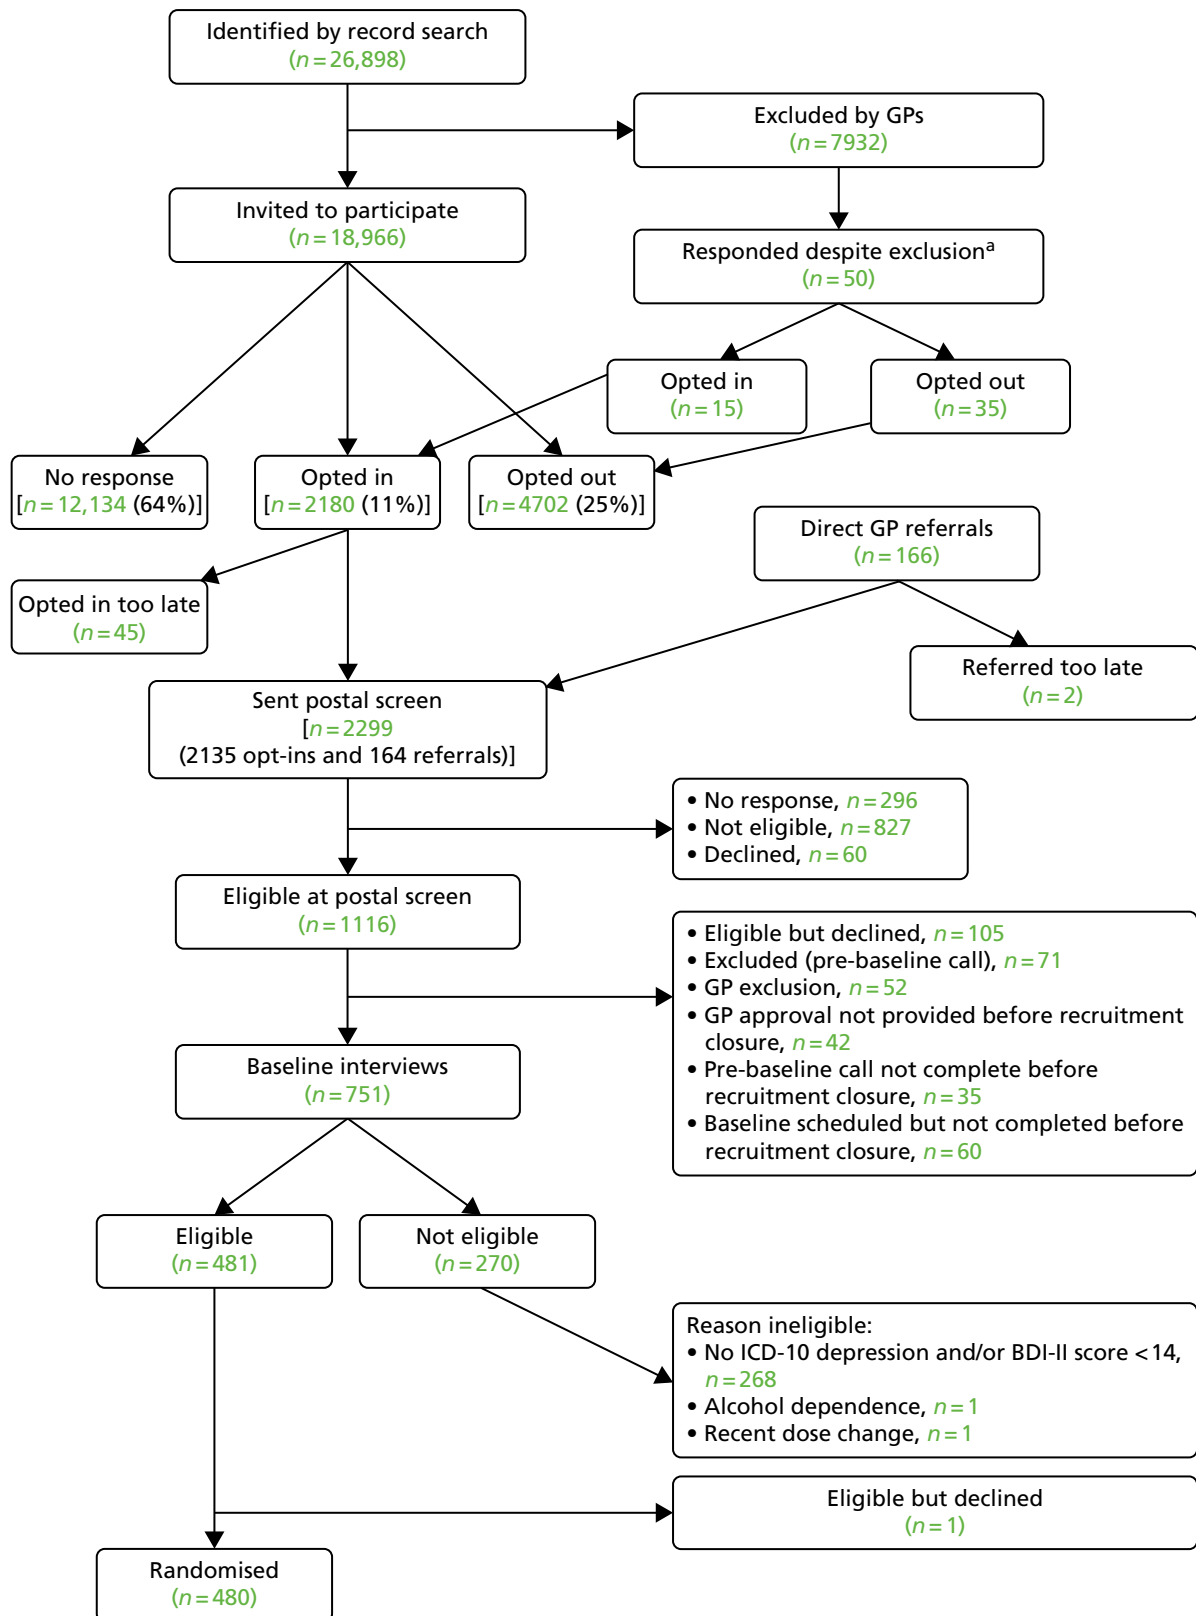 Identified by record search
(n = 26,898)
Excluded by GPs
(n = 7932)
Invited to participate
(n = 18,966)
Responded despite exclusionᵃ
(n = 50)
Opted in
(n = 15)
Opted out
(n = 35)
No response
[n = 12,134 (64%)]
Opted in
[n = 2180 (11%)]
Opted out
[n = 4702 (25%)]
Direct GP referrals
(n = 166)
Opted in too late
(n = 45)
Referred too late
(n = 2)
Sent postal screen
[n = 2299
(2135 opt-ins and 164 referrals)]
• No response, n = 296
• Not eligible, n = 827
• Declined, n = 60
Eligible at postal screen
(n = 1116)
• Eligible but declined, n = 105
• Excluded (pre-baseline call), n = 71
• GP exclusion, n = 52
• GP approval not provided before recruitment
closure, n = 42
• Pre-baseline call not complete before
recruitment closure, n = 35
• Baseline scheduled but not completed before
recruitment closure, n = 60
Baseline interviews
(n = 751)
Eligible
(n = 481)
Not eligible
(n = 270)
Reason ineligible:
• No ICD-10 depression and/or BDI-II score < 14,
n = 268
• Alcohol dependence, n = 1
• Recent dose change, n = 1
Eligible but declined
(n = 1)
Randomised
(n = 480)